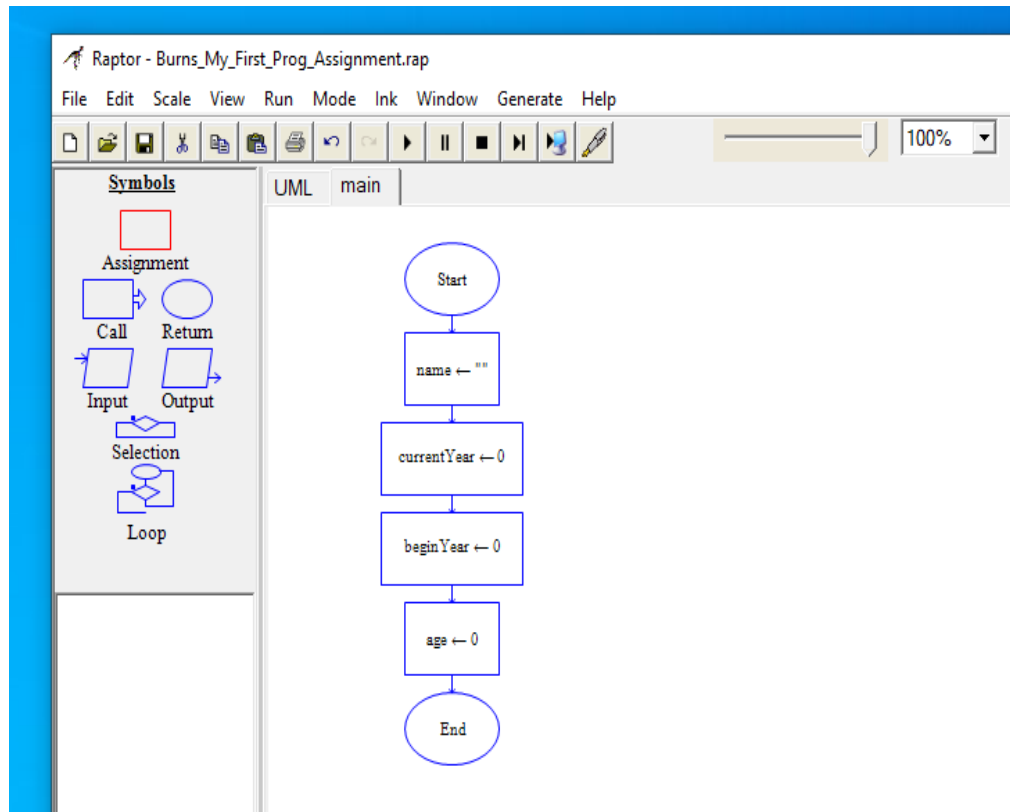 Raptor - Burns_My_First_Prog_Assignment.rap
File Edit Scale View Run Mode Ink Window Generate Help
100%
Symbols
Assignment
Call Return
Input Output
Selection
Loop
UML main
Start
name ← ""
currentYear ← 0
beginYear ← 0
age ← 0
End